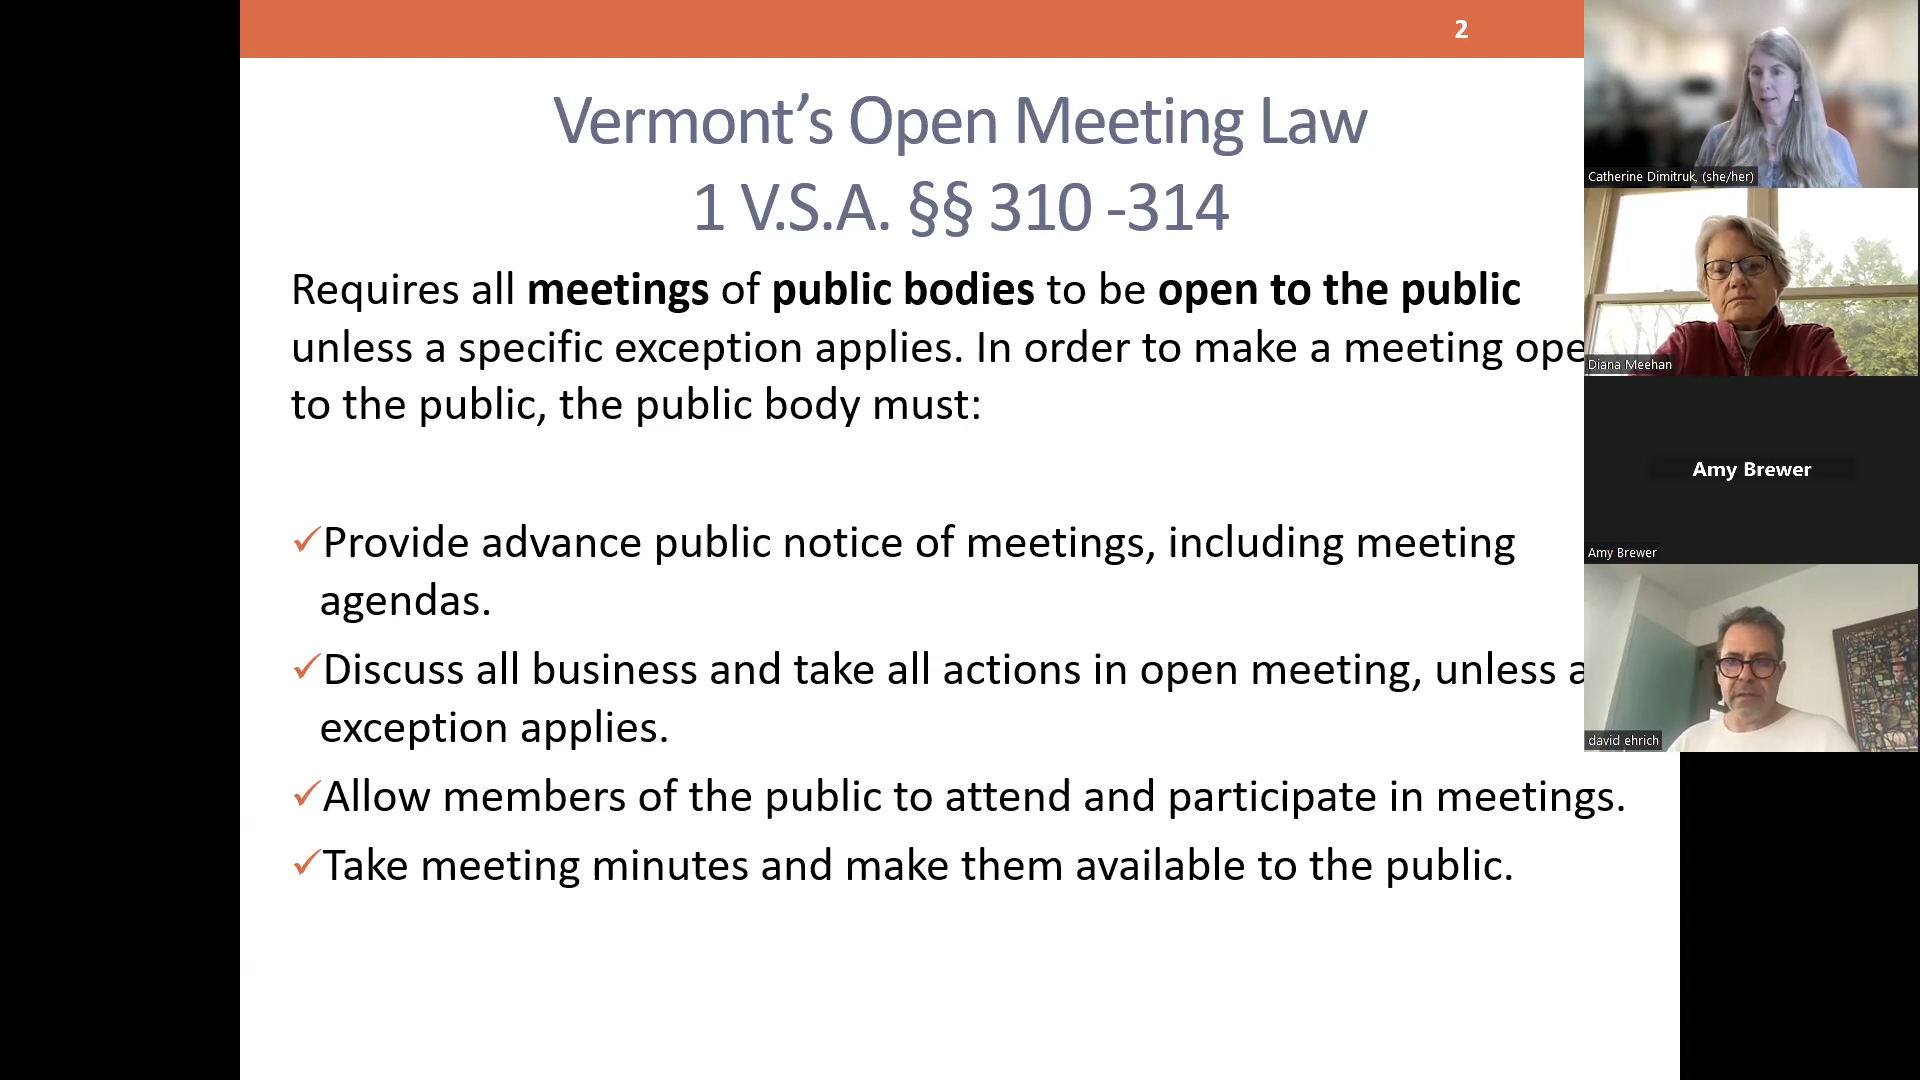 2
Vermont’s Open Meeting Law
1 V.S.A. §§ 310 -314
Requires all meetings of public bodies to be open to the public
unless a specific exception applies. In order to make a meeting ope
to the public, the public body must:
✓Provide advance public notice of meetings, including meeting
agendas.
✓Discuss all business and take all actions in open meeting, unless a
exception applies.
✓Allow members of the public to attend and participate in meetings.
✓Take meeting minutes and make them available to the public.
Catherine Dimitruk, (she/her)
Diana Meehan
Amy Brewer
Amy Brewer
david ehrich